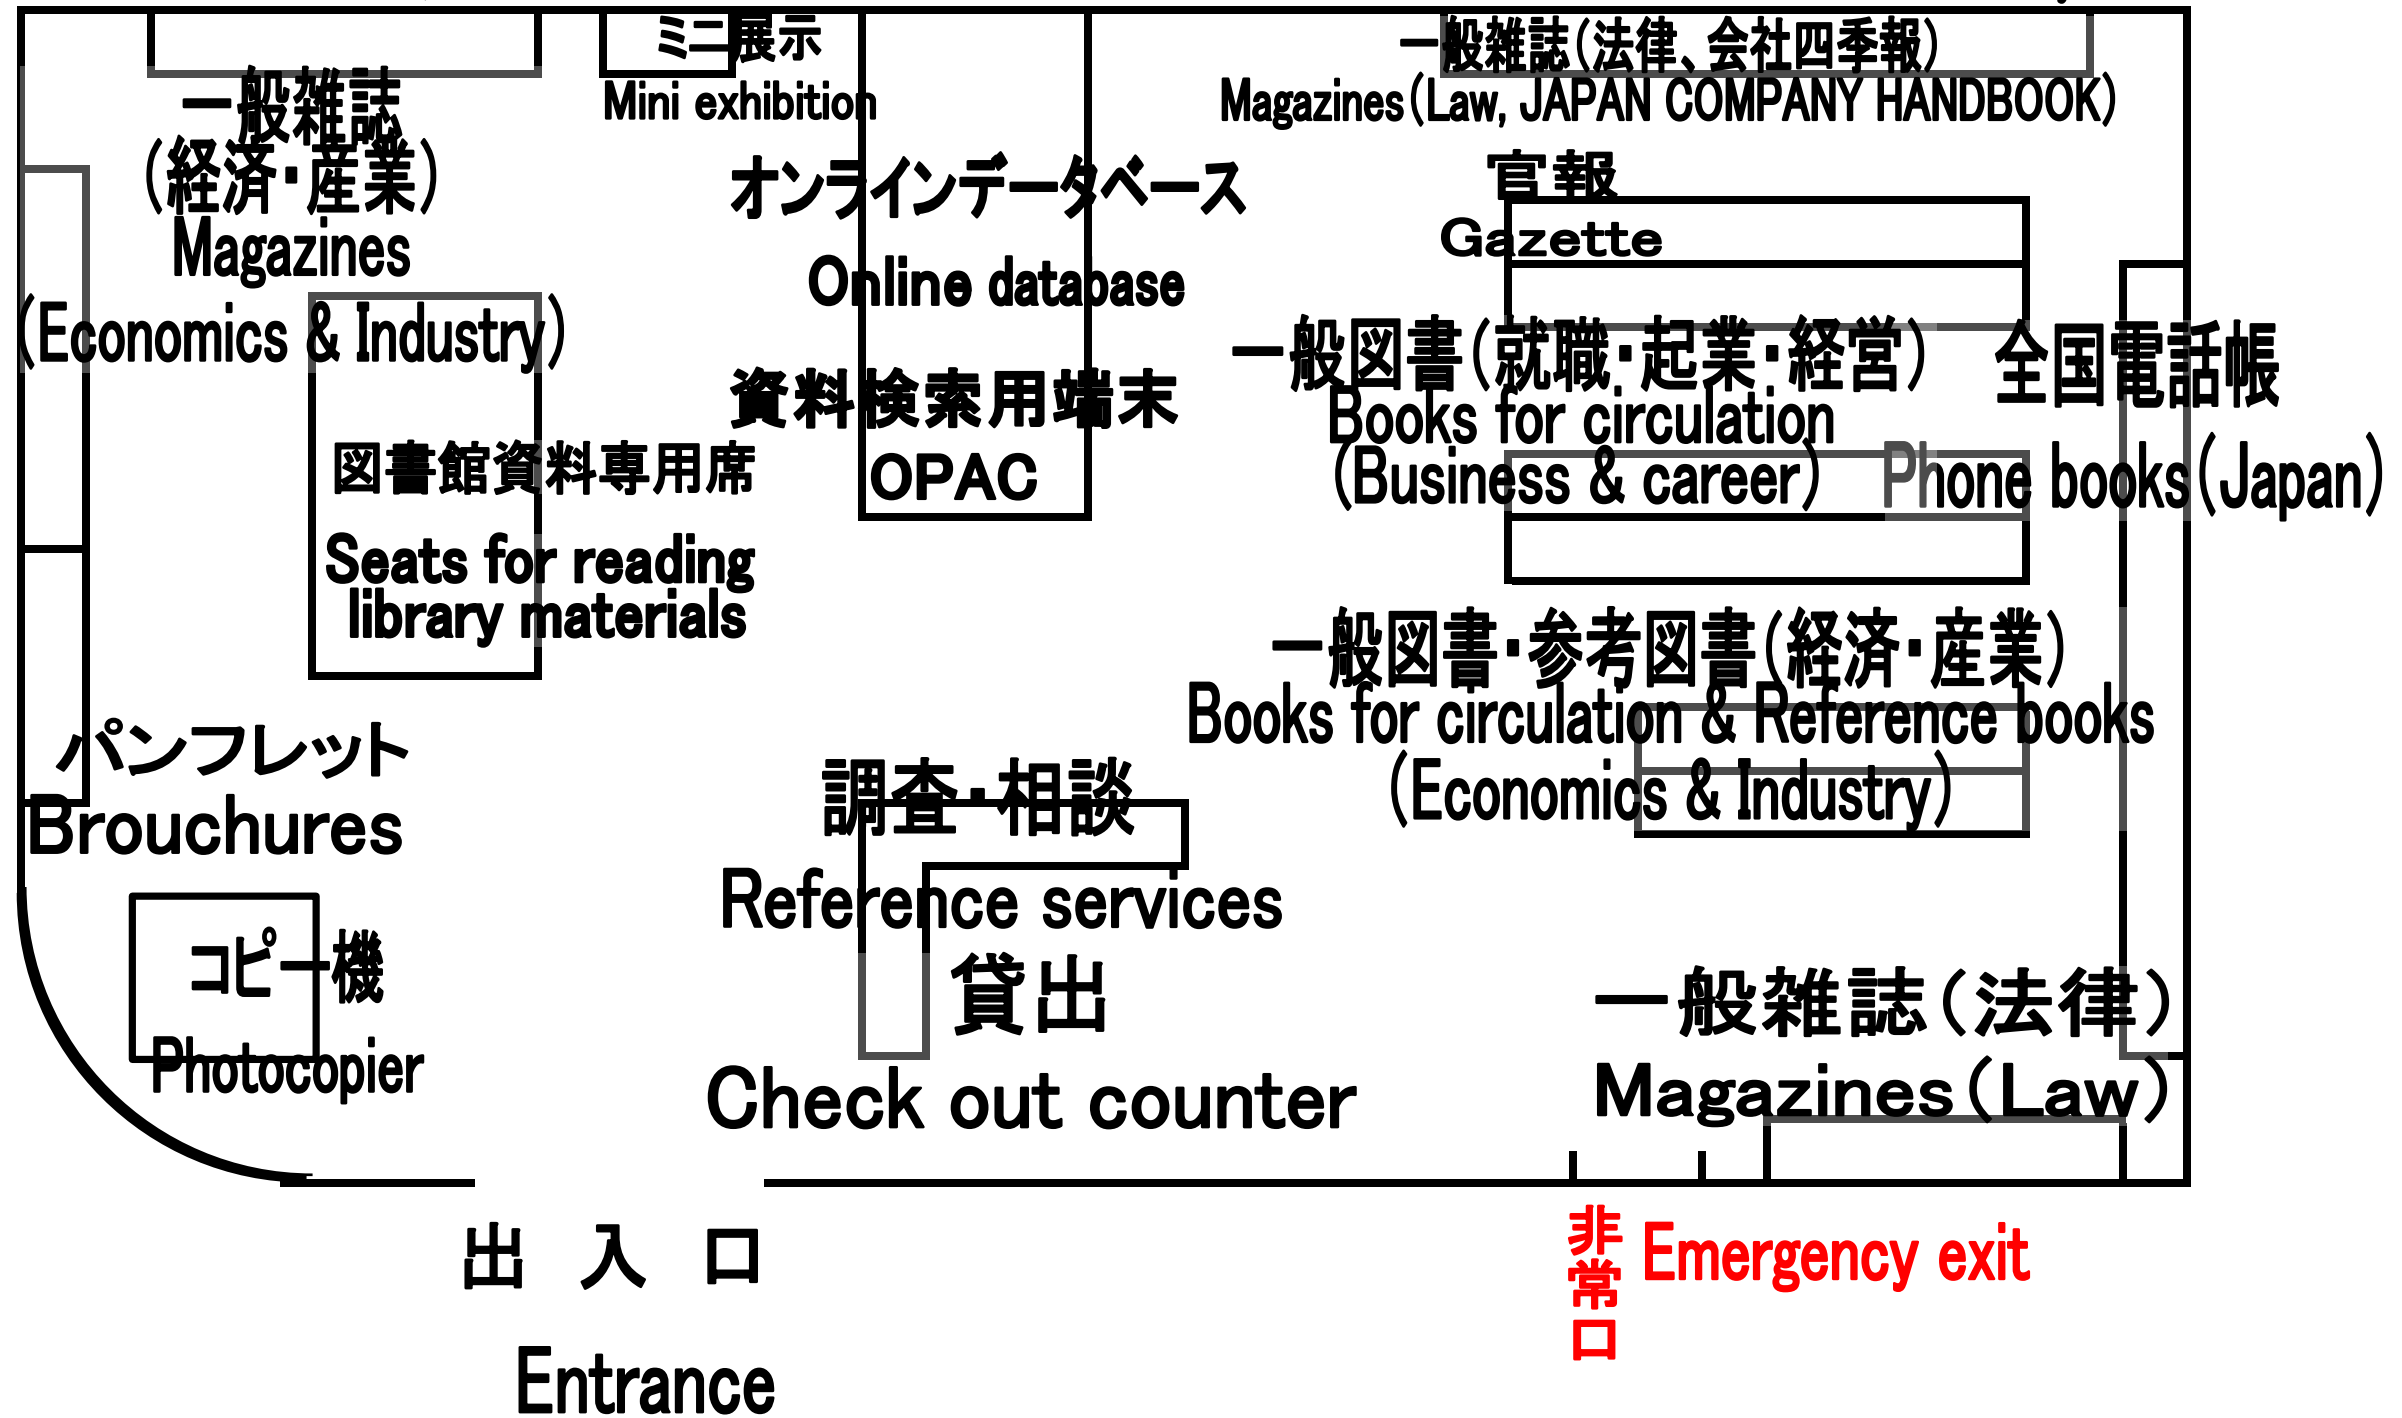 一般雑誌
(経済・産業)
Magazines
(Economics & Industry)
ミニ展示
Mini exhibition
一般雑誌(法律、会社四季報)
Magazines(Law, JAPAN COMPANY HANDBOOK)
オンラインデータベース
Online database
官報
Gazette
資料検索用端末
OPAC
一般図書(就職・起業・経営)
Books for circulation
(Business & career)
全国電話帳
Phone books(Japan)
図書館資料専用席
Seats for reading
library materials
一般図書・参考図書(経済・産業)
Books for circulation & Reference books
(Economics & Industry)
パンフレット
Brouchures
調査・相談
Reference services
コピー機
Photocopier
貸出
Check out counter
一般雑誌(法律)
Magazines(Law)
出 入 口
Entrance
非常口
Emergency exit